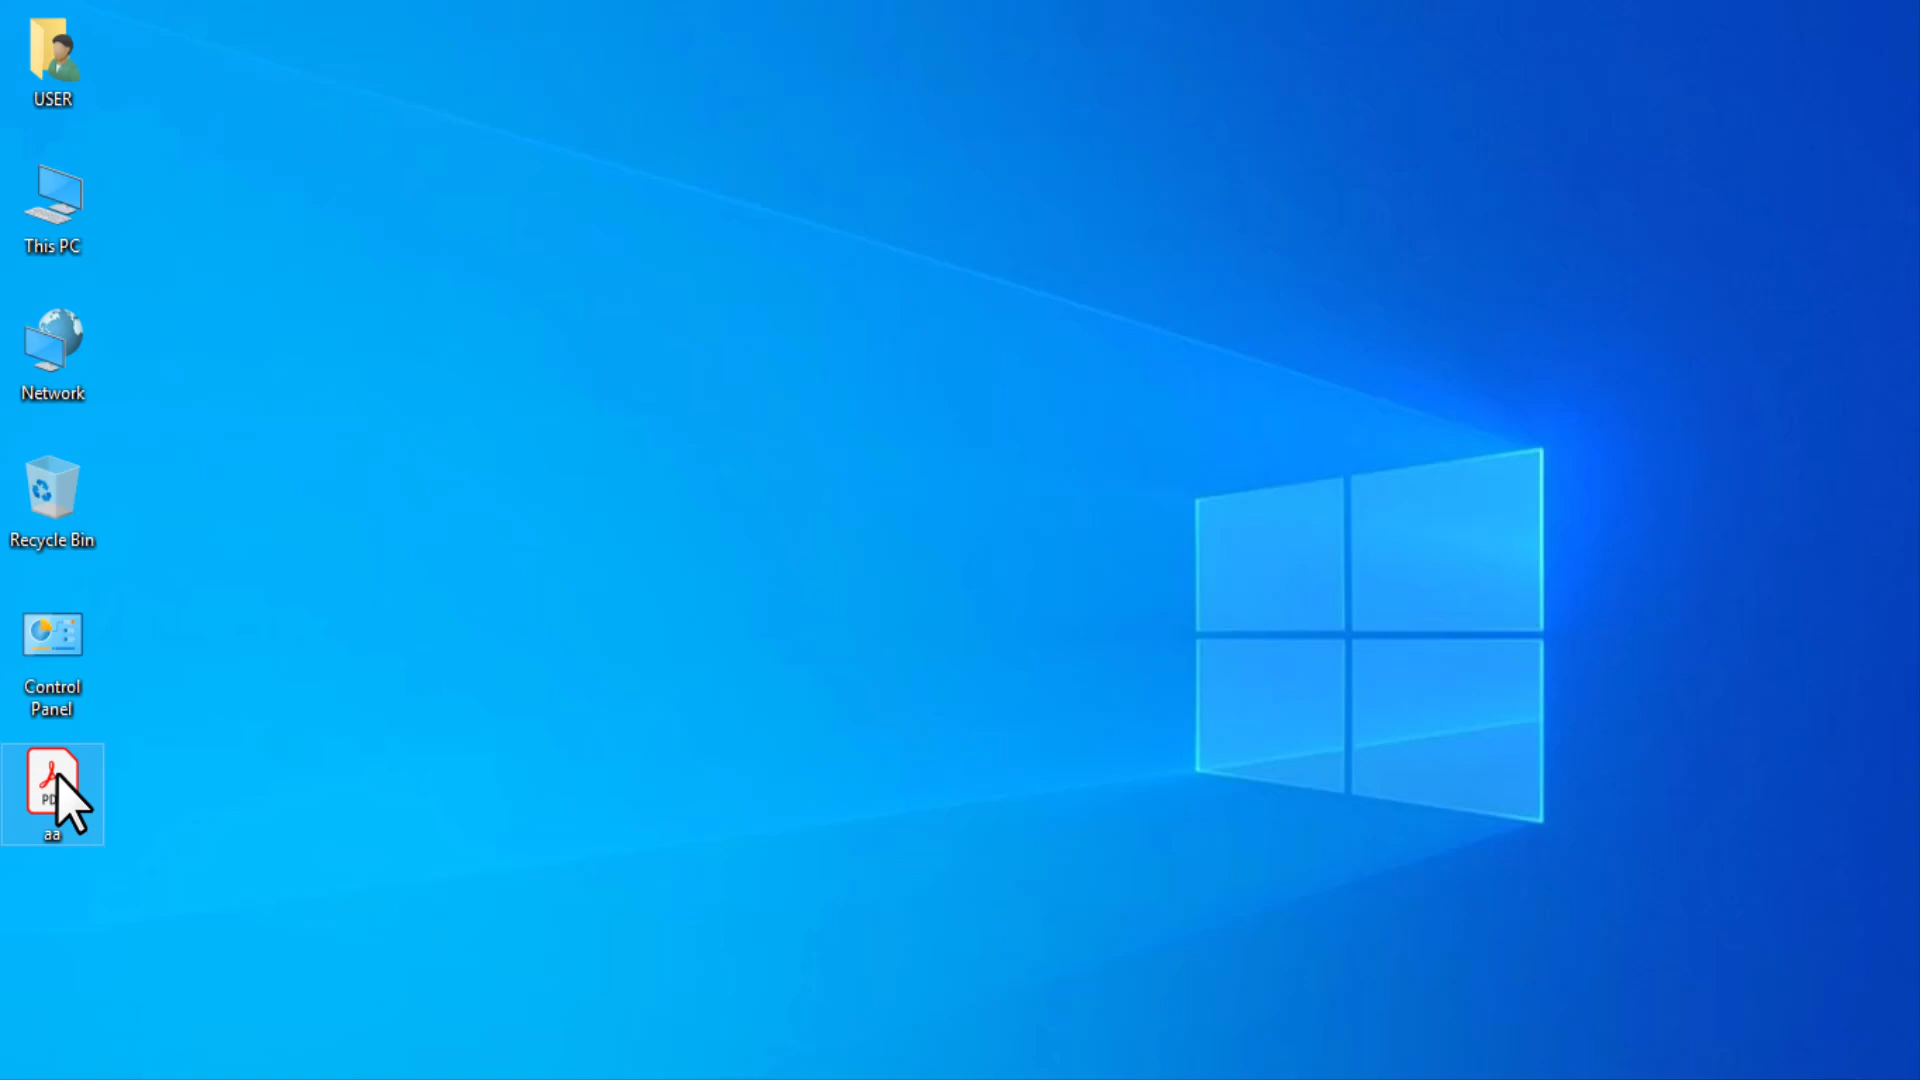 USER
This PC
Network
Recycle Bin
Control
Panel
aa